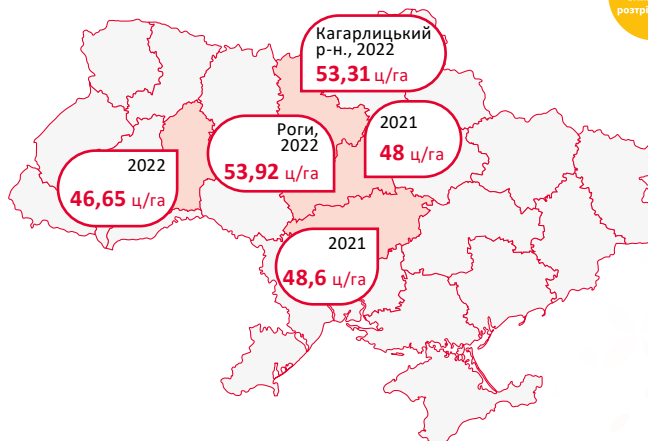 розтрі
Кагарлицький
р-н., 2022
53,31 ц/га
Роги,
2022
53,92 ц/га
2021
48 ц/га
2022
46,65 ц/га
2021
48,6 ц/га